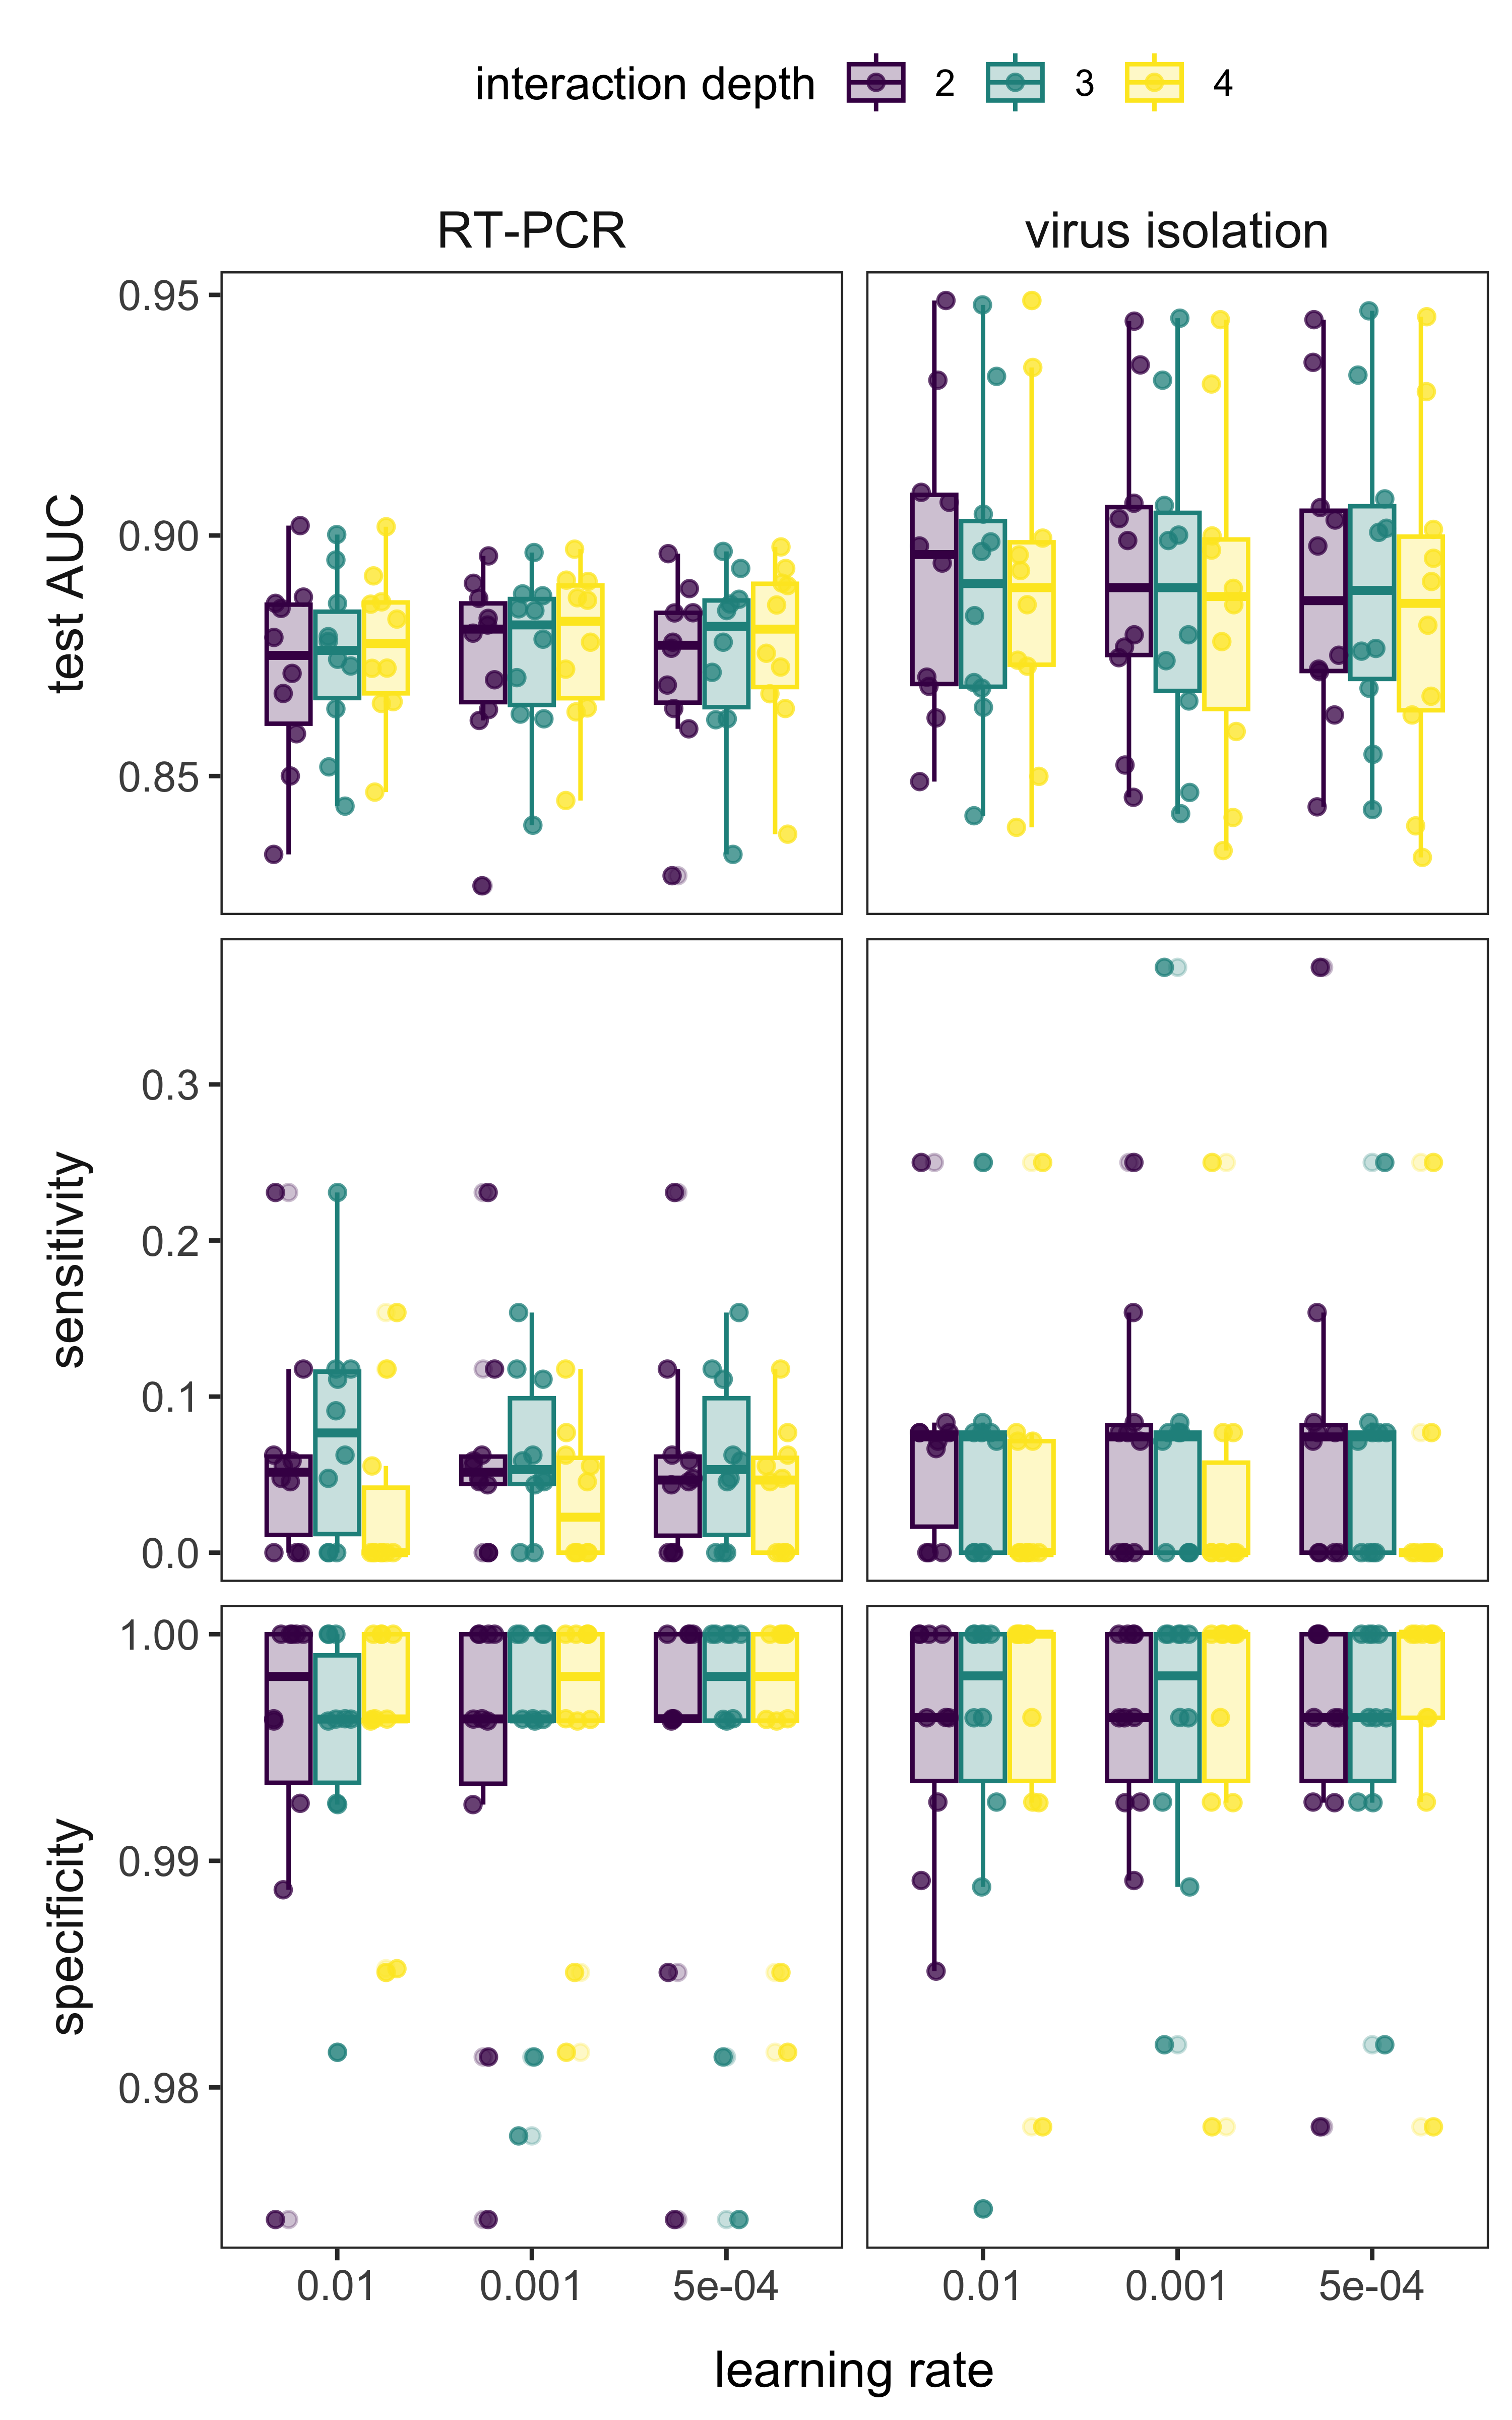 interaction depth 2 3 4
RT-PCR virus isolation
test AUC
0.95
0.90
0.85
sensitivity
0.3
0.2
0.1
0.0
specificity
1.00
0.99
0.98
0.01 0.001 5e-04 0.01 0.001 5e-04
learning rate